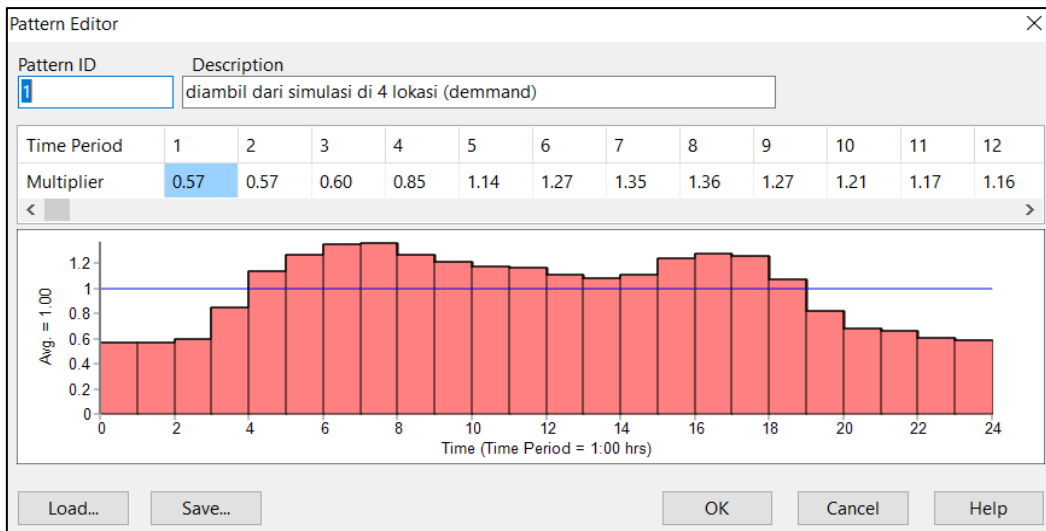 Pattern Editor
Pattern ID Description
1 diambil dari simulasi di 4 lokasi (demmand)
Time Period 1 2 3 4 5 6 7 8 9 10 11 12
Multiplier 0.57 0.57 0.60 0.85 1.14 1.27 1.35 1.36 1.27 1.21 1.17 1.16
Avg. = 1.00
1.2
1
0.8
0.6
0.4
0.2
0
0 2 4 6 8 10 12 14 16 18 20 22 24
Time (Time Period = 1:00 hrs)
Load... Save... OK Cancel Help